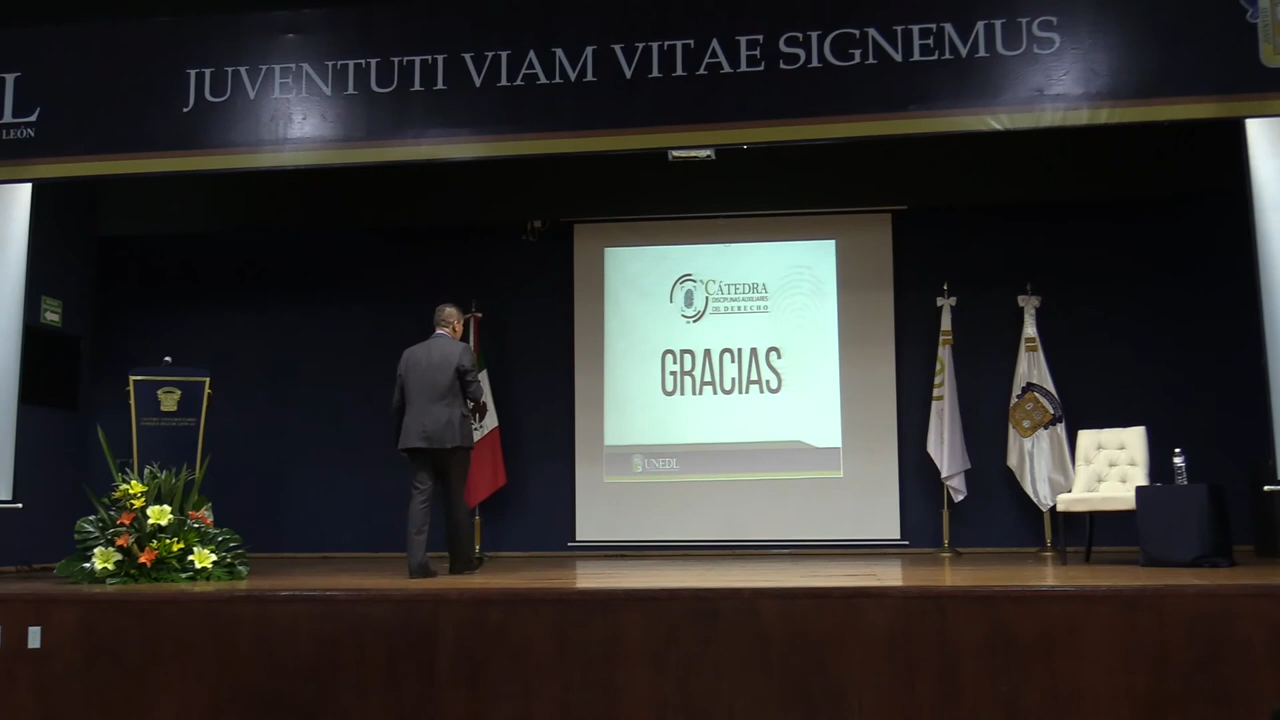 JUVENTUTI VIAM VITAE SIGNEMUS
L
LEÓN
CÁTEDRA
DISCIPLINAS AUXILIARES
DEL DERECHO
GRACIAS
UNEDL